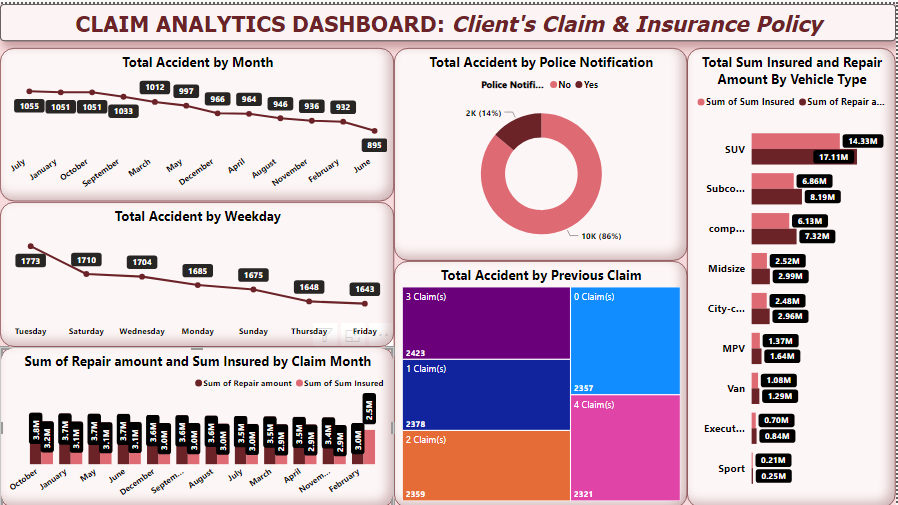 CLAIM ANALYTICS DASHBOARD: Client's Claim & Insurance Policy
Total Accident by Month
1055 1051 1051 1033 1012 997 966 964 946 936 932 895
July January October September March May December April August November February June
Total Accident by Weekday
1773 1710 1704 1685 1675 1648 1643
Tuesday Saturday Wednesday Monday Sunday Thursday Friday
Sum of Repair amount and Sum Insured by Claim Month
Sum of Repair amount Sum of Sum Insured
3.8M 3.2M 3.7M 3.1M 3.7M 3.1M 3.7M 3.1M 3.6M 3.0M 3.6M 3.0M 3.6M 3.0M 3.5M 3.0M 3.5M 2.9M 3.5M 2.9M 3.4M 2.9M 3.0M 2.5M
October January May June December Septem... August July March April Novem... February
Total Accident by Police Notification
Police Notifi... No Yes
2K (14%)
10K (86%)
Total Accident by Previous Claim
3 Claim(s)
2423
1 Claim(s)
2378
2 Claim(s)
2359
0 Claim(s)
2357
4 Claim(s)
2321
Total Sum Insured and Repair
Amount By Vehicle Type
Sum of Sum Insured Sum of Repair a...
SUV 14.33M
17.11M
Subco... 6.86M
8.19M
comp... 6.13M
7.32M
Midsize 2.52M
2.99M
City-c... 2.48M
2.96M
MPV 1.37M
1.64M
Van 1.08M
1.29M
Execut... 0.70M
0.84M
Sport 0.21M
0.25M